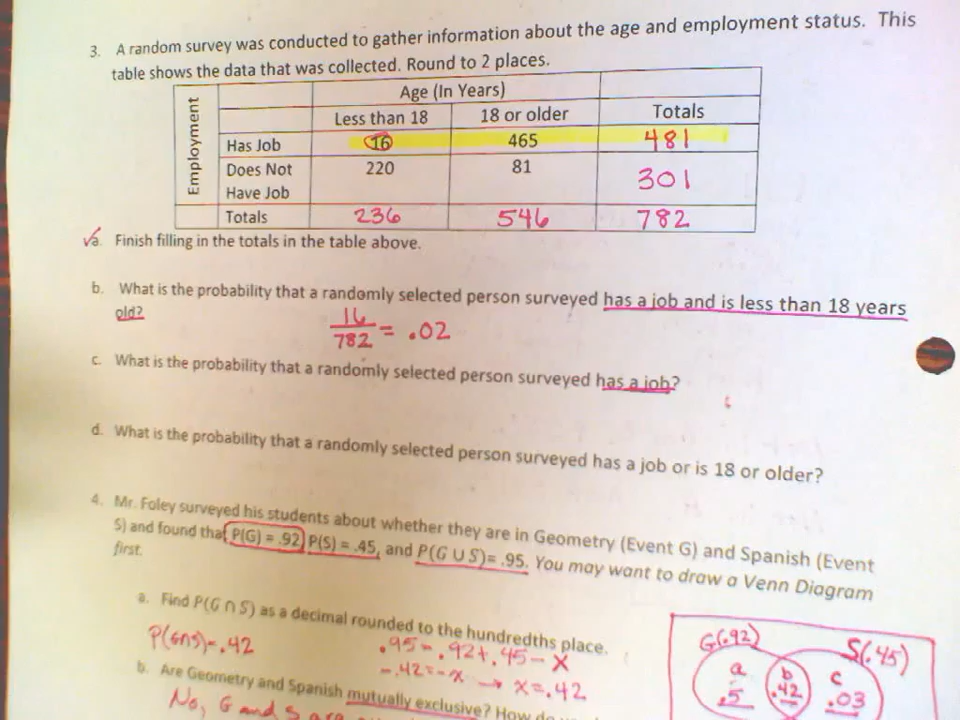 3. A random survey was conducted to gather information about the age and employment status. This
table shows the data that was collected. Round to 2 places.
Employment
Age (In Years)
Less than 18 18 or older Totals
Has Job 16 465 481
Does Not 220 81 301
Have Job
Totals 236 546 782
√a. Finish filling in the totals in the table above.
b. What is the probability that a randomly selected person surveyed has a job and is less than 18 years
old?
16
782 = .02
c. What is the probability that a randomly selected person surveyed has a job?
d. What is the probability that a randomly selected person surveyed has a job or is 18 or older?
4. Mr. Foley surveyed his students about whether they are in Geometry (Event G) and Spanish (Event
S) and found that P(G) = .92, P(S) = .45, and P(G ∪ S)= .95. You may want to draw a Venn Diagram
first.
a. Find P(G ∩ S) as a decimal rounded to the hundredths place.
P(G∩S)=.42 .95=.92+.45-X
-.42=-x → x=.42
G(.92) S(.45)
a b c
.5 .42 .03
b. Are Geometry and Spanish mutually exclusive? How do
No, G and S are